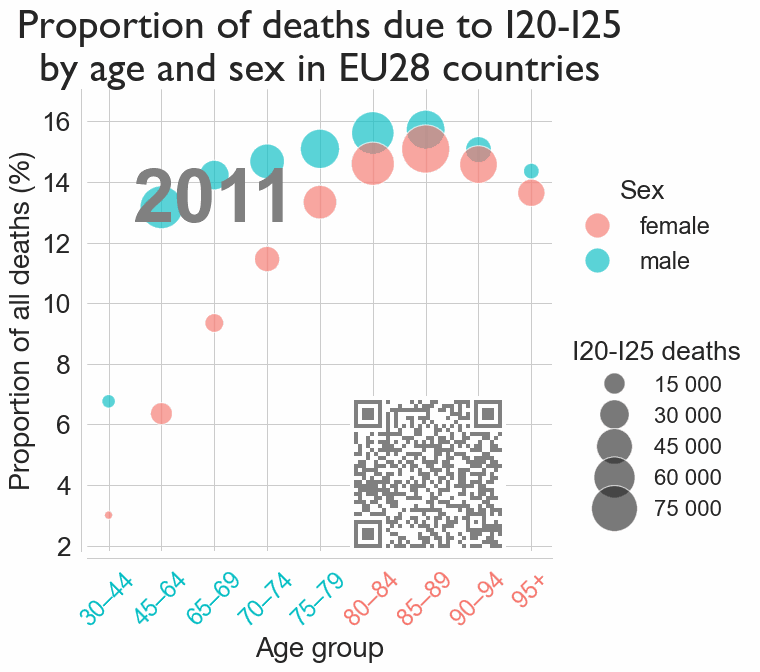 Proportion of deaths due to I20-I25
by age and sex in EU28 countries
Proportion of all deaths (%)
16
14
12
10
8
6
4
2
2011
30–44
45–64
65–69
70–74
75–79
80–84
85–89
90–94
95+
Age group
Sex
female
male
I20-I25 deaths
15 000
30 000
45 000
60 000
75 000